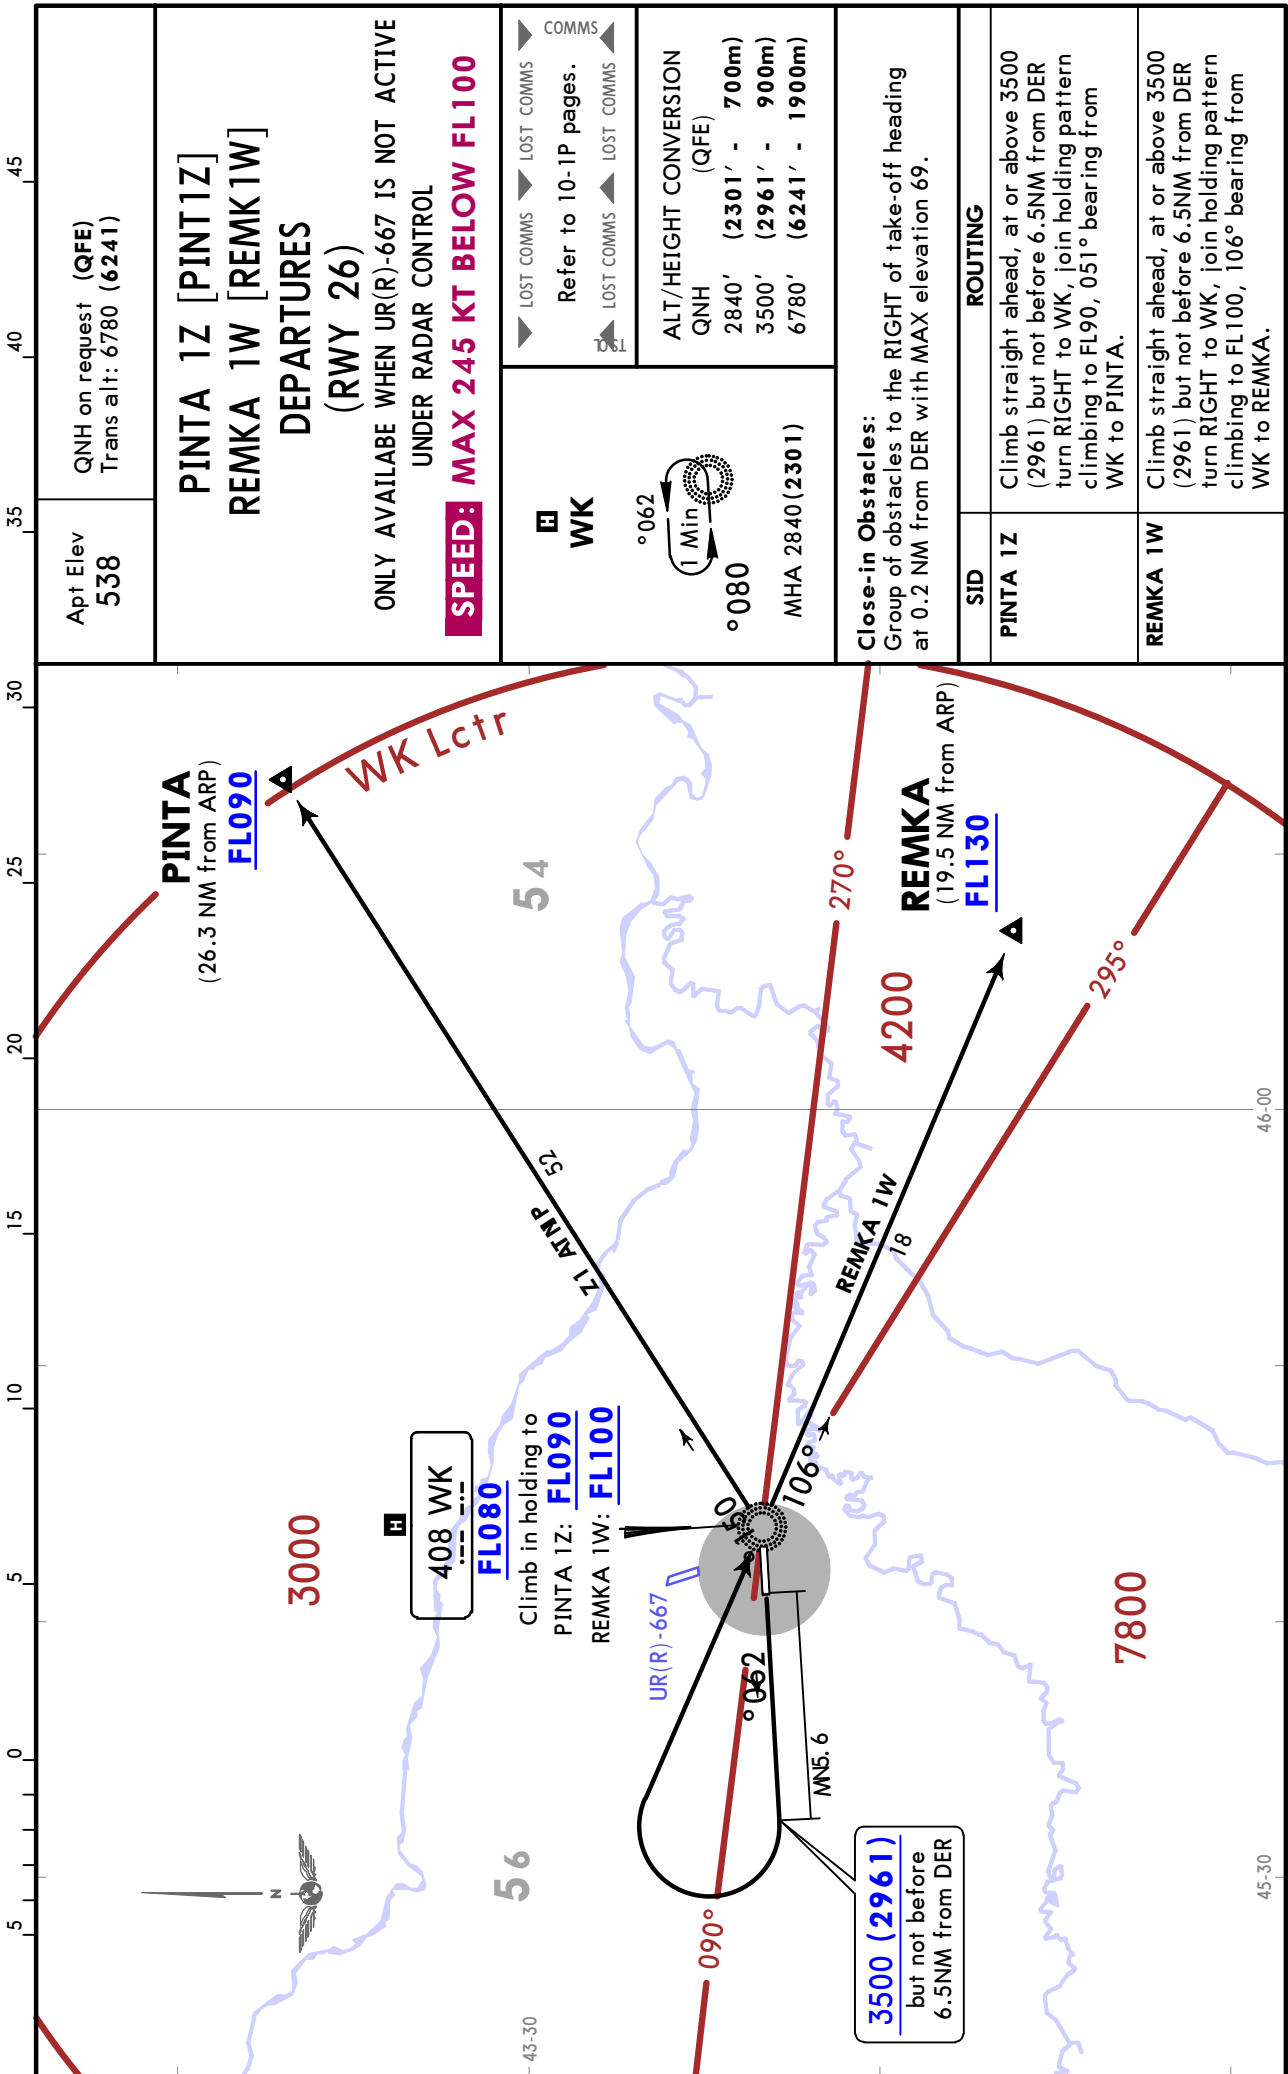 Apt Elev
538
QNH on request (QFE)
Trans alt: 6780 (6241)
PINTA 1Z [PINT1Z]
REMKA 1W [REMK1W]
DEPARTURES
(RWY 26)
ONLY AVAILABE WHEN UR(R)-667 IS NOT ACTIVE
UNDER RADAR CONTROL
SPEED: MAX 245 KT BELOW FL100
H
WK
°062
1 Min
°080
MHA 2840(2301)
LOST COMMS LOST COMMS COMMS
Refer to 10-1P pages.
LOST COMMS LOST COMMS
ALT/HEIGHT CONVERSION
QNH (QFE)
2840' (2301' - 700m)
3500' (2961' - 900m)
6780' (6241' - 1900m)
Close-in Obstacles:
Group of obstacles to the RIGHT of take-off heading
at 0.2 NM from DER with MAX elevation 69.
SID ROUTING
PINTA 1Z
Climb straight ahead, at or above 3500
(2961) but not before 6.5NM from DER
turn RIGHT to WK, join holding pattern
climbing to FL90, 051° bearing from
WK to PINTA.
REMKA 1W
Climb straight ahead, at or above 3500
(2961) but not before 6.5NM from DER
turn RIGHT to WK, join holding pattern
climbing to FL100, 106° bearing from
WK to REMKA.
5 0 5 10 15 20 25 30 35 40 45
PINTA
(26.3 NM from ARP)
FL090
WK Lctr
54
270°
REMKA
(19.5 NM from ARP)
FL130
295°
4200
46-00
52
Z1 ATNP
REMKA 1W
18
106°
3000
H
408 WK
FL080
Climb in holding to
PINTA 1Z: FL090
REMKA 1W: FL100
UR(R)-667
°062
MN5.6
7800
N
56
090°
3500 (2961)
but not before
6.5NM from DER
43-30
45-30